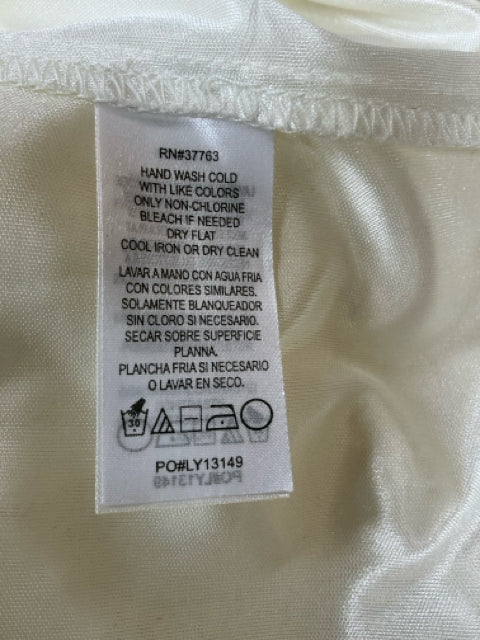 RN#37763
HAND WASH COLD
WITH LIKE COLORS
ONLY NON-CHLORINE
BLEACH IF NEEDED
DRY FLAT
COOL IRON OR DRY CLEAN
LAVAR A MANO CON AGUA FRIA
CON COLORES SIMILARES.
SOLAMENTE BLANQUEADOR
SIN CLORO SI NECESARIO.
SECAR SOBRE SUPERFICIE
PLANNA.
PLANCHA FRIA SI NECESARIO
O LAVAR EN SECO.
30
PO#LY13149